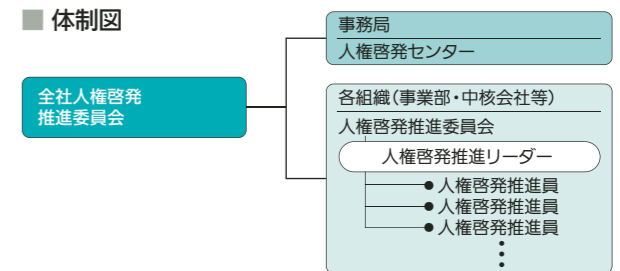 体制図
全社人権啓発
推進委員会
事務局
人権啓発センター
各組織(事業部・中核会社等)
人権啓発推進委員会
人権啓発推進リーダー
人権啓発推進員
人権啓発推進員
人権啓発推進員